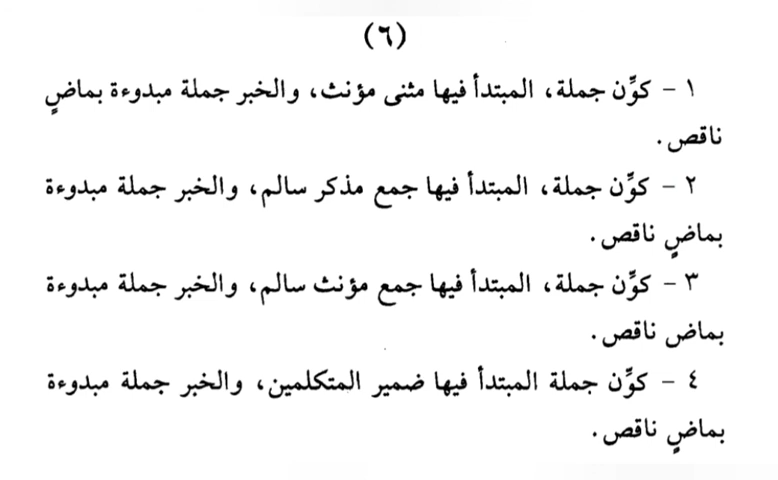 (٦)
١ - كوِّن جملة، المبتدأ فيها مثنى مؤنث، والخبر جملة مبدوءة بماضٍ
ناقص.
٢ - كوِّن جملة، المبتدأ فيها جمع مذكر سالم، والخبر جملة مبدوءة
بماضٍ ناقص.
٣ - كوِّن جملة، المبتدأ فيها جمع مؤنث سالم، والخبر جملة مبدوءة
بماض ناقص.
٤ - كوِّن جملة المبتدأ فيها ضمير المتكلمين، والخبر جملة مبدوءة
بماضٍ ناقص.